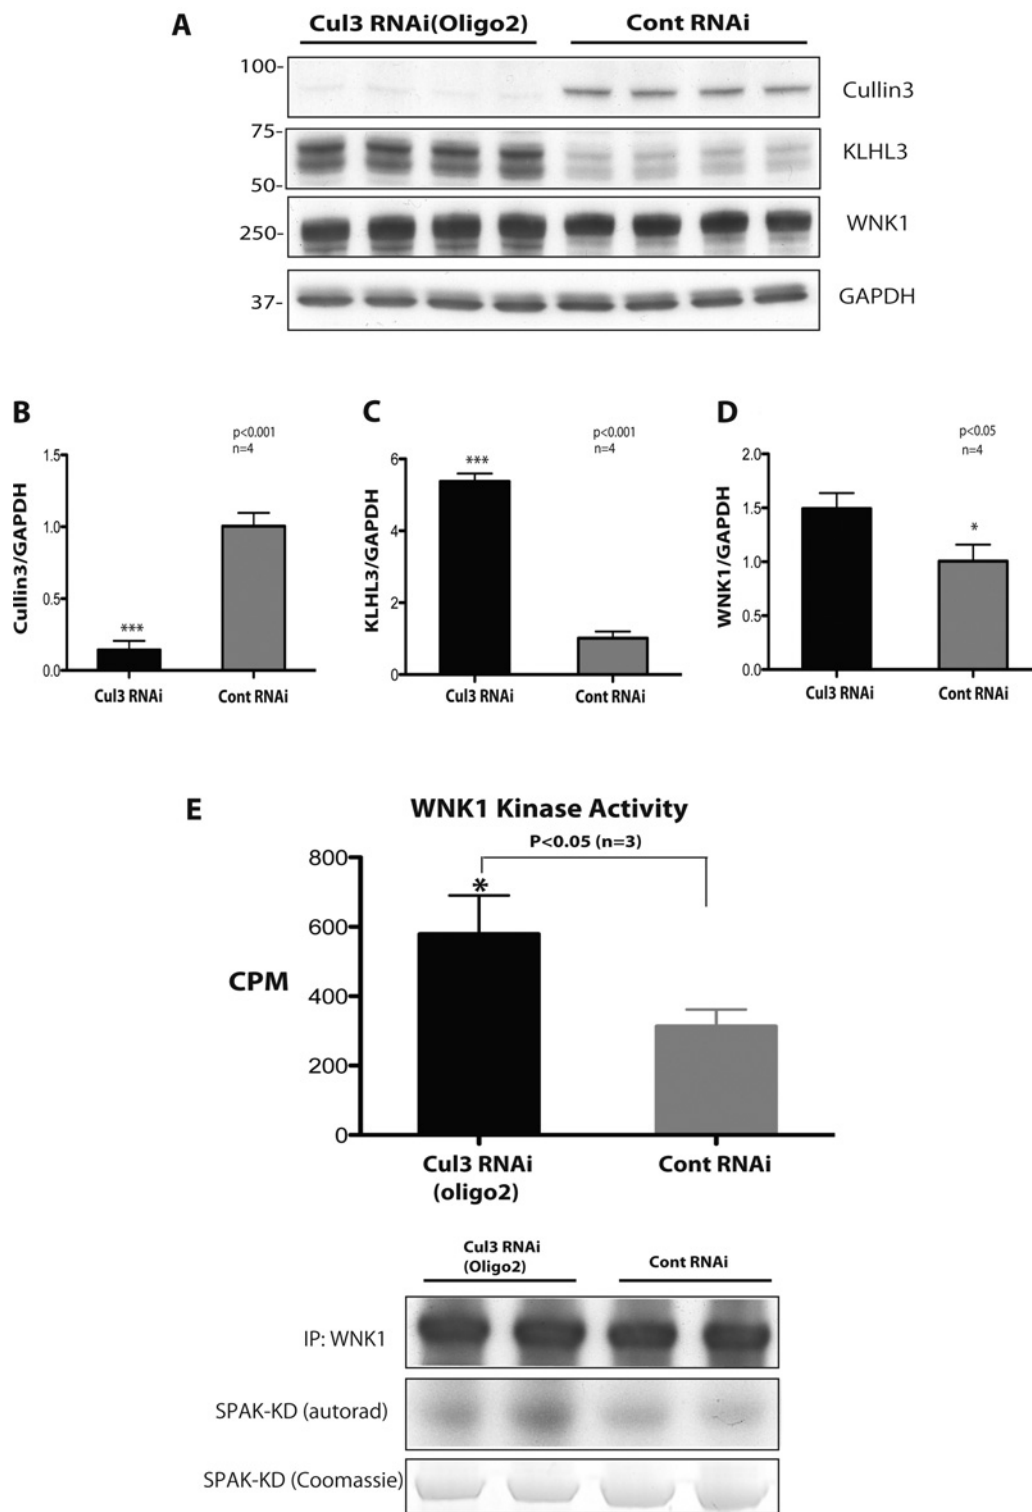 A
Cul3 RNAi(Oligo2) Cont RNAi
100-
Cullin3
75-
KLHL3
50-
WNK1
250-
GAPDH
37-
B
p<0.001
n=4
Cullin3/GAPDH
1.5
1.0
0.5
0.0
***
Cul3 RNAi Cont RNAi
C
p<0.001
n=4
KLHL3/GAPDH
6
4
2
0
***
Cul3 RNAi Cont RNAi
D
p<0.05
n=4
WNK1/GAPDH
2.0
1.5
1.0
0.5
0.0
*
Cul3 RNAi Cont RNAi
E
WNK1 Kinase Activity
P<0.05 (n=3)
CPM
800
600
400
200
0
*
Cul3 RNAi
(oligo2)
Cont RNAi
Cul3 RNAi
(Oligo2)
Cont RNAi
IP: WNK1
SPAK-KD (autorad)
SPAK-KD (Coomassie)